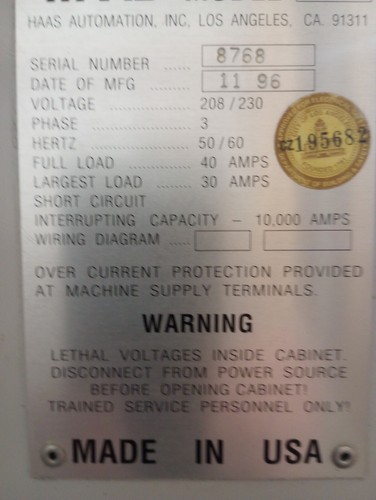 HAAS AUTOMATION, INC, LOS ANGELES, CA. 91311
SERIAL NUMBER ...... 8768
DATE OF MFG ...... 11 96
VOLTAGE ................ 208 / 230
PHASE .................... 3
HERTZ .................... 50 / 60
FULL LOAD ............ 40 AMPS
LARGEST LOAD ........ 30 AMPS
SHORT CIRCUIT
INTERRUPTING CAPACITY – 10,000 AMPS
WIRING DIAGRAM .....
CZ195682
OVER CURRENT PROTECTION PROVIDED
AT MACHINE SUPPLY TERMINALS.
WARNING
LETHAL VOLTAGES INSIDE CABINET.
DISCONNECT FROM POWER SOURCE
BEFORE OPENING CABINET!
TRAINED SERVICE PERSONNEL ONLY!
MADE IN USA